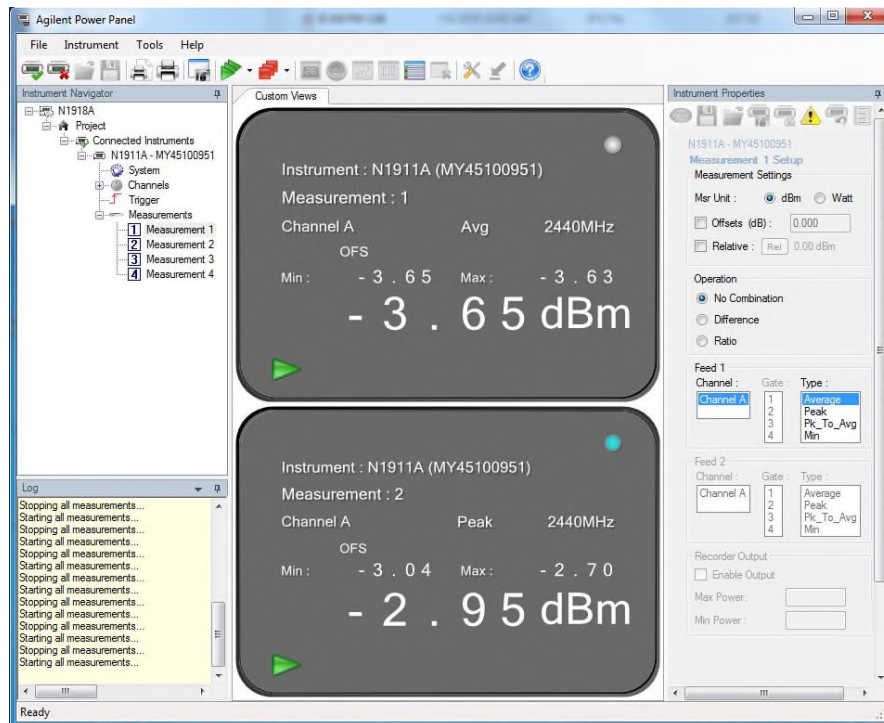 Agilent Power Panel
File Instrument Tools Help
Instrument Navigator
N1918A
Project
Connected Instruments
N1911A - MY45100951
System
Channels
Trigger
Measurements
1 Measurement 1
2 Measurement 2
3 Measurement 3
4 Measurement 4
Log
Stopping all measurements...
Starting all measurements...
Stopping all measurements...
Starting all measurements...
Starting all measurements...
Stopping all measurements...
Starting all measurements...
Stopping all measurements...
Starting all measurements...
Starting all measurements...
Stopping all measurements...
Starting all measurements...
Stopping all measurements...
Starting all measurements...
Ready
Custom Views
Instrument : N1911A (MY45100951)
Measurement : 1
Channel A Avg 2440MHz
OFS
Min : - 3 . 6 5 Max : - 3 . 6 3
- 3 . 6 5 dBm
Instrument : N1911A (MY45100951)
Measurement : 2
Channel A Peak 2440MHz
OFS
Min : - 3 . 0 4 Max : - 2 . 7 0
- 2 . 9 5 dBm
Instrument Properties
N1911A - MY45100951
Measurement 1 Setup
Measurement Settings
Msr Unit : dBm Watt
Offsets (dB) : 0.000
Relative : Rel 0.00 dBm
Operation
No Combination
Difference
Ratio
Feed 1
Channel : Gate : Type :
Channel A 1 Average
2 Peak
3 Pk_To_Avg
4 Min
Feed 2
Channel : Gate : Type :
Channel A 1 Average
2 Peak
3 Pk_To_Avg
4 Min
Recorder Output
Enable Output
Max Power:
Min Power :